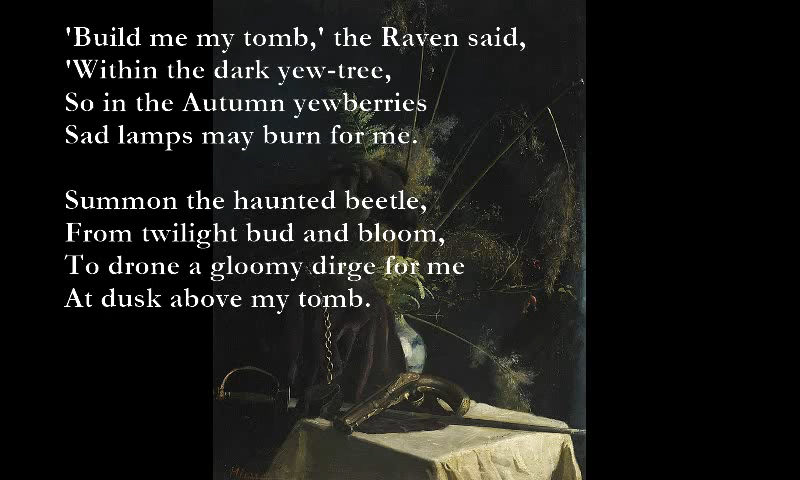 'Build me my tomb,' the Raven said,
'Within the dark yew-tree,
So in the Autumn yewberries
Sad lamps may burn for me.

Summon the haunted beetle,
From twilight bud and bloom,
To drone a gloomy dirge for me
At dusk above my tomb.